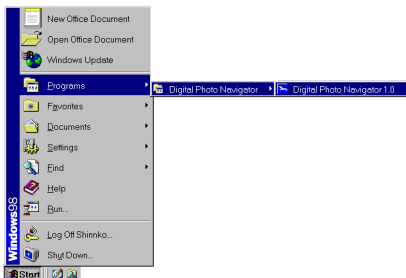 New Office Document
Open Office Document
Windows Update
Programs
Digital Photo Navigator
Digital Photo Navigator 1.0
Favorites
Documents
Settings
Find
Help
Run...
Log Off Shinnko...
Shut Down...
Windows98
Start